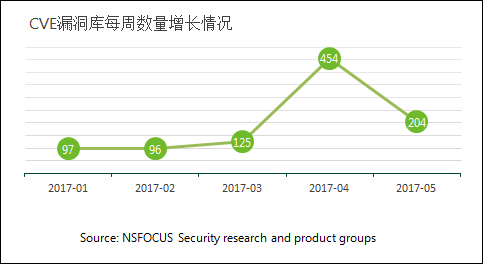 CVE漏洞库每周数量增长情况
454
204
125
97
96
2017-01 2017-02 2017-03 2017-04 2017-05
Source: NSFOCUS Security research and product groups